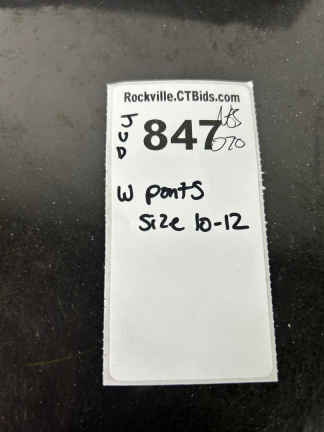 Rockville.CTBids.com
JUD
847
W pants
Size 10-12